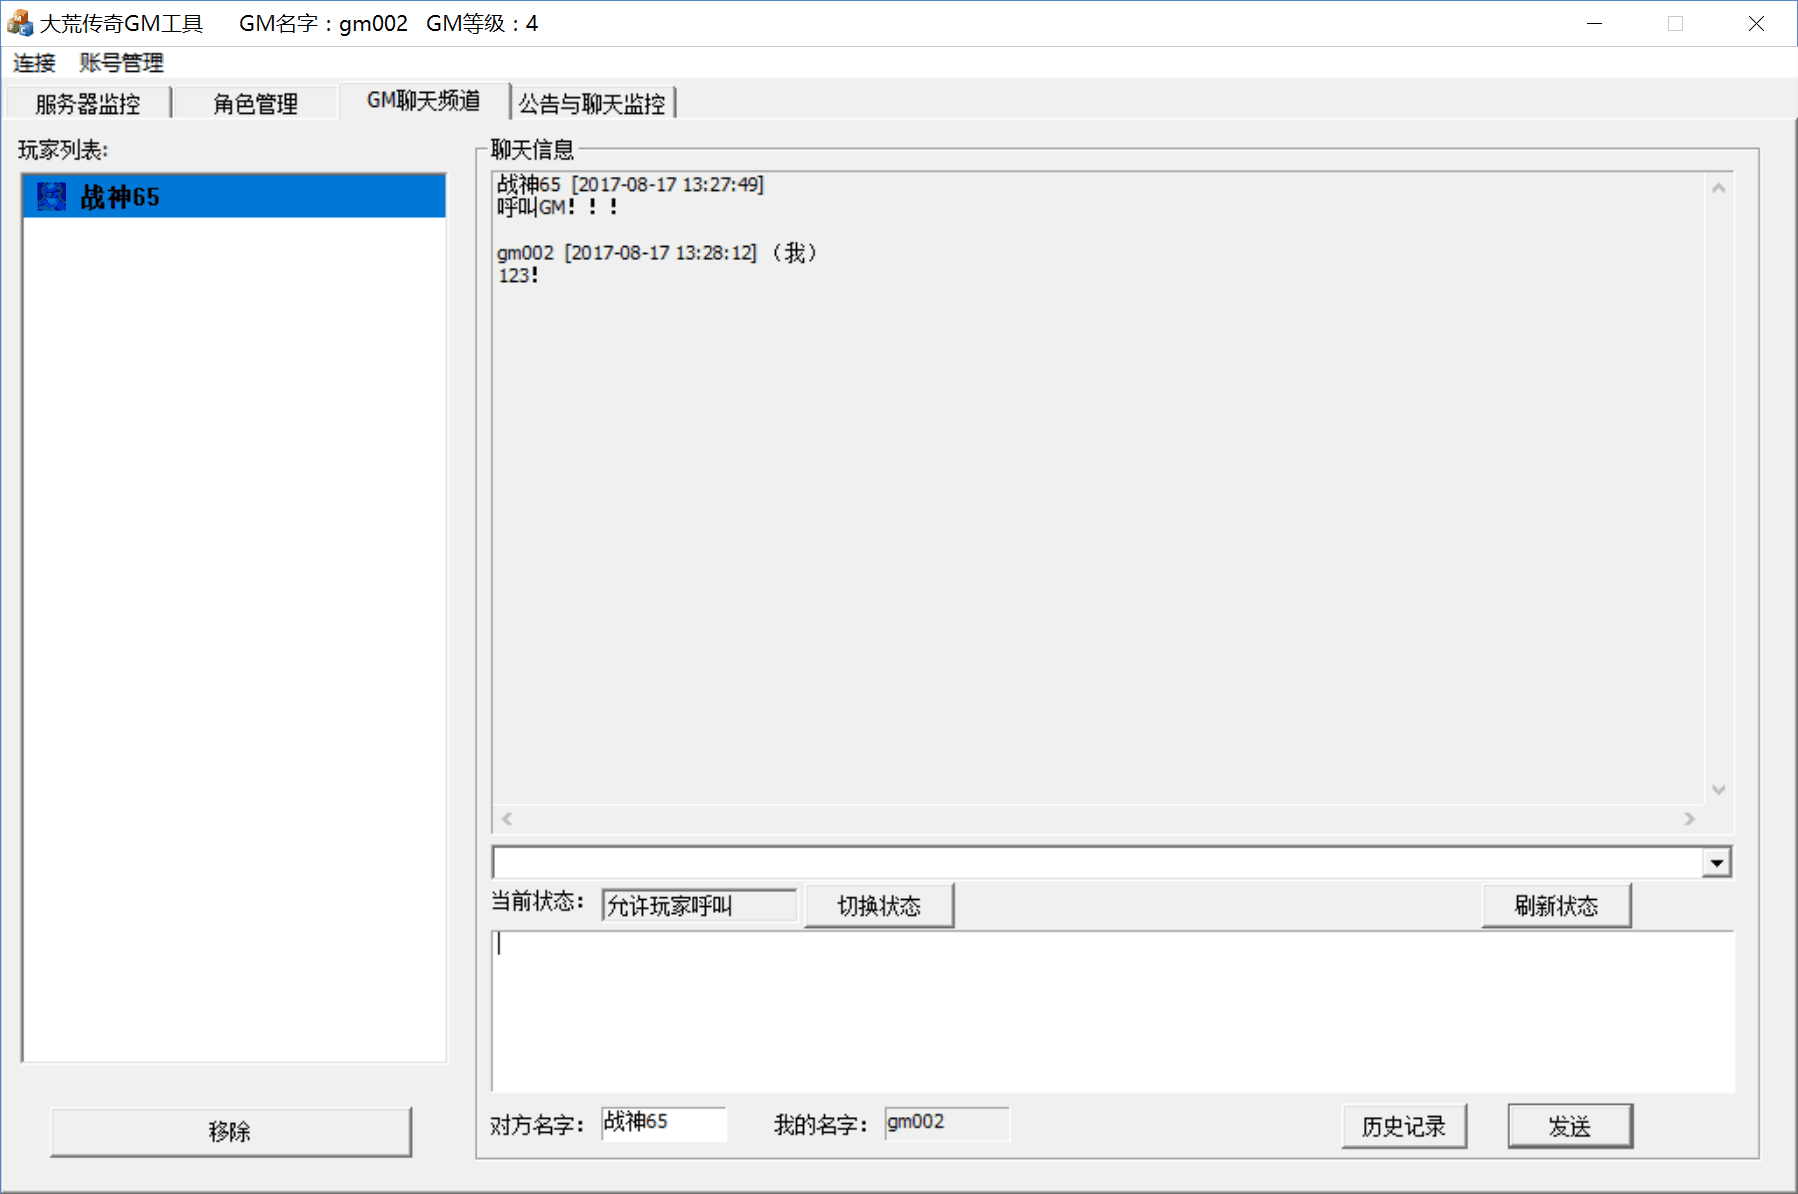 大荒传奇GM工具 GM名字：gm002 GM等级：4
连接 账号管理
服务器监控 角色管理 GM聊天频道 公告与聊天监控
玩家列表:
战神65
聊天信息
战神65 [2017-08-17 13:27:49]
呼叫GM！！！
gm002 [2017-08-17 13:28:12] （我）
123！
当前状态： 允许玩家呼叫 切换状态 刷新状态
对方名字： 战神65 我的名字： gm002 历史记录 发送
移除